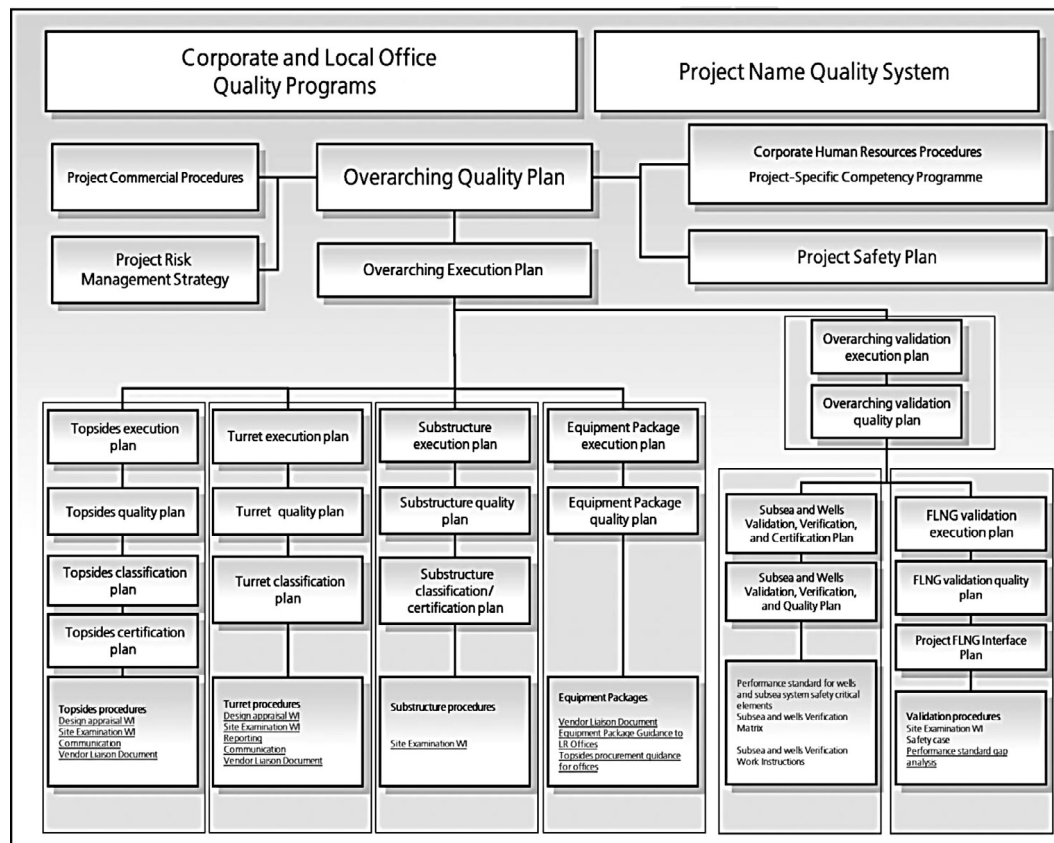 Corporate and Local Office
Quality Programs
Project Name Quality System
Project Commercial Procedures
Overarching Quality Plan
Corporate Human Resources Procedures
Project-Specific Competency Programme
Project Risk
Management Strategy
Overarching Execution Plan
Project Safety Plan
Overarching validation
execution plan
Overarching validation
quality plan
Topsides execution
plan
Topsides quality plan
Topsides classification
plan
Topsides certification
plan
Topsides procedures
Design appraisal WI
Site Examination WI
Communication
Vendor Liaison Document
Turret execution plan
Turret quality plan
Turret classification
plan
Turret procedures
Design appraisal WI
Site Examination WI
Reporting
Communication
Vendor Liaison Document
Substructure
execution plan
Substructure quality
plan
Substructure
classification/
certification plan
Substructure procedures
Site Examination WI
Equipment Package
execution plan
Equipment Package
quality plan
Equipment Packages
Vendor Liaison Document
Equipment Package Guidance to
LR Offices
Topsides procurement guidance
for offices
Subsea and Wells
Validation, Verification,
and Certification Plan
Subsea and Wells
Validation, Verification,
and Quality Plan
Performance standard for wells
and subsea system safety critical
elements
Subsea and wells Verification
Matrix
Subsea and wells Verification
Work Instructions
FLNG validation
execution plan
FLNG validation quality
plan
Project FLNG Interface
Plan
Validation procedures
Site Examination WI
Safety case
Performance standard gap
analysis